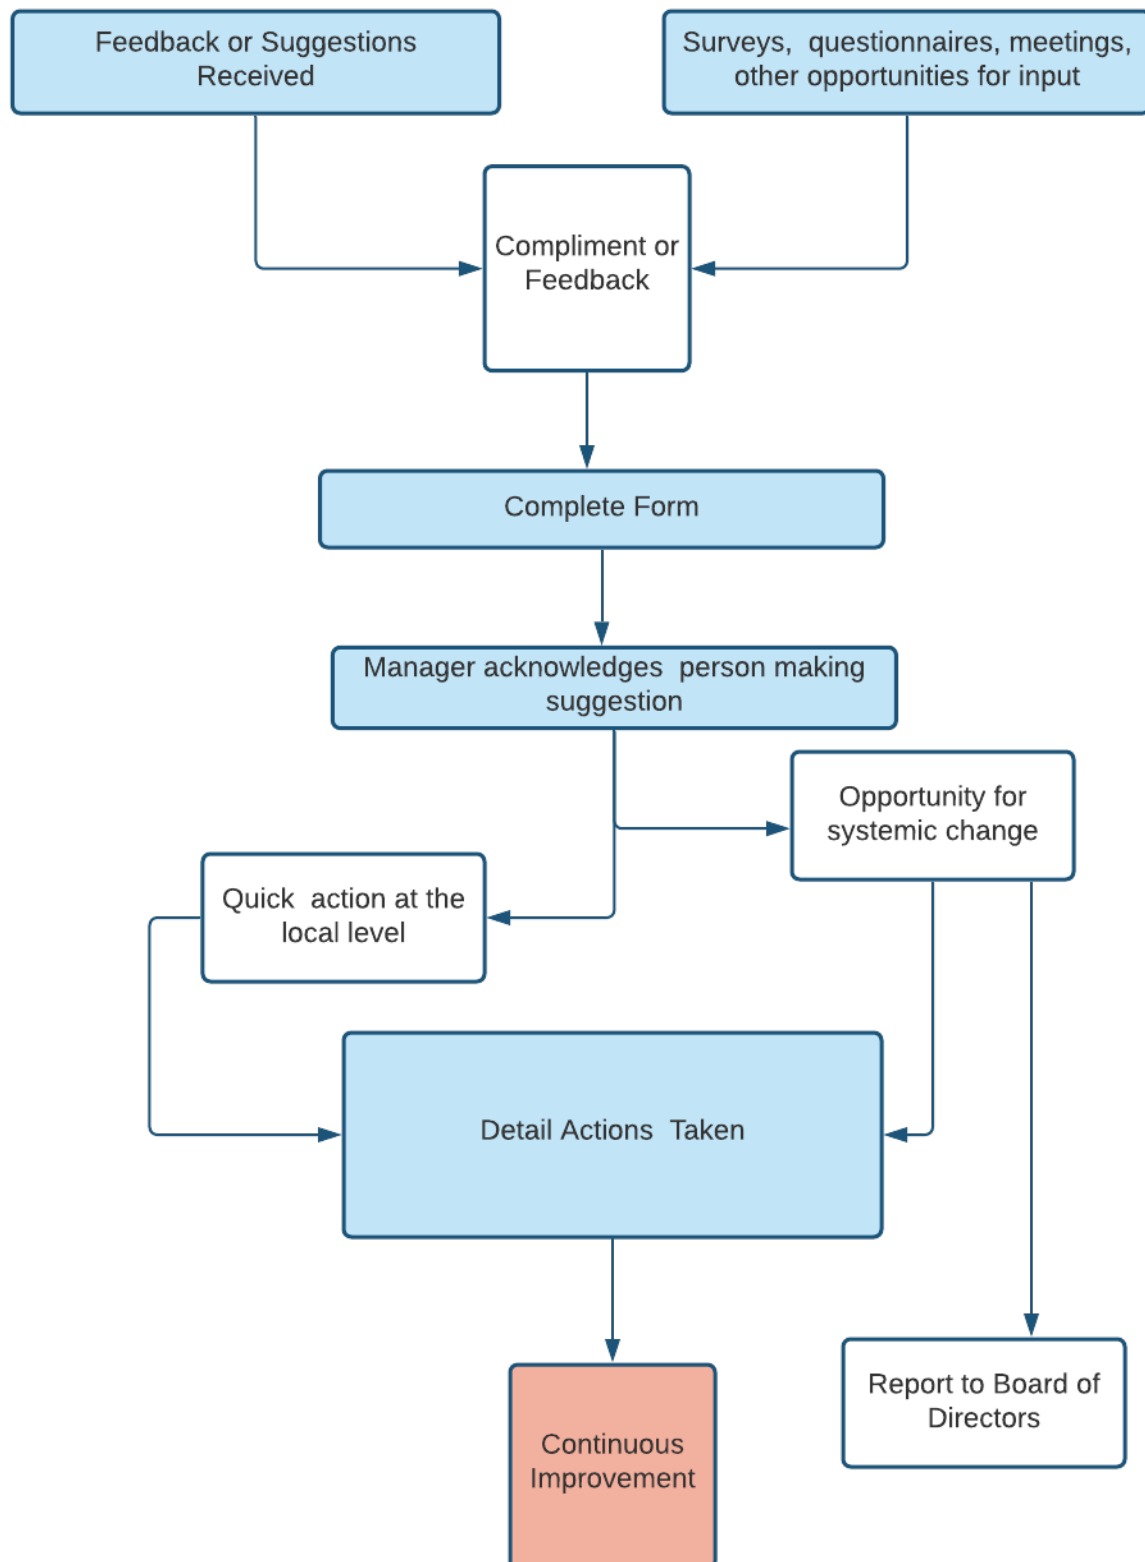 Feedback or Suggestions
Received
Surveys, questionnaires, meetings,
other opportunities for input
Compliment or
Feedback
Complete Form
Manager acknowledges person making
suggestion
Opportunity for
systemic change
Quick action at the
local level
Detail Actions Taken
Report to Board of
Directors
Continuous
Improvement